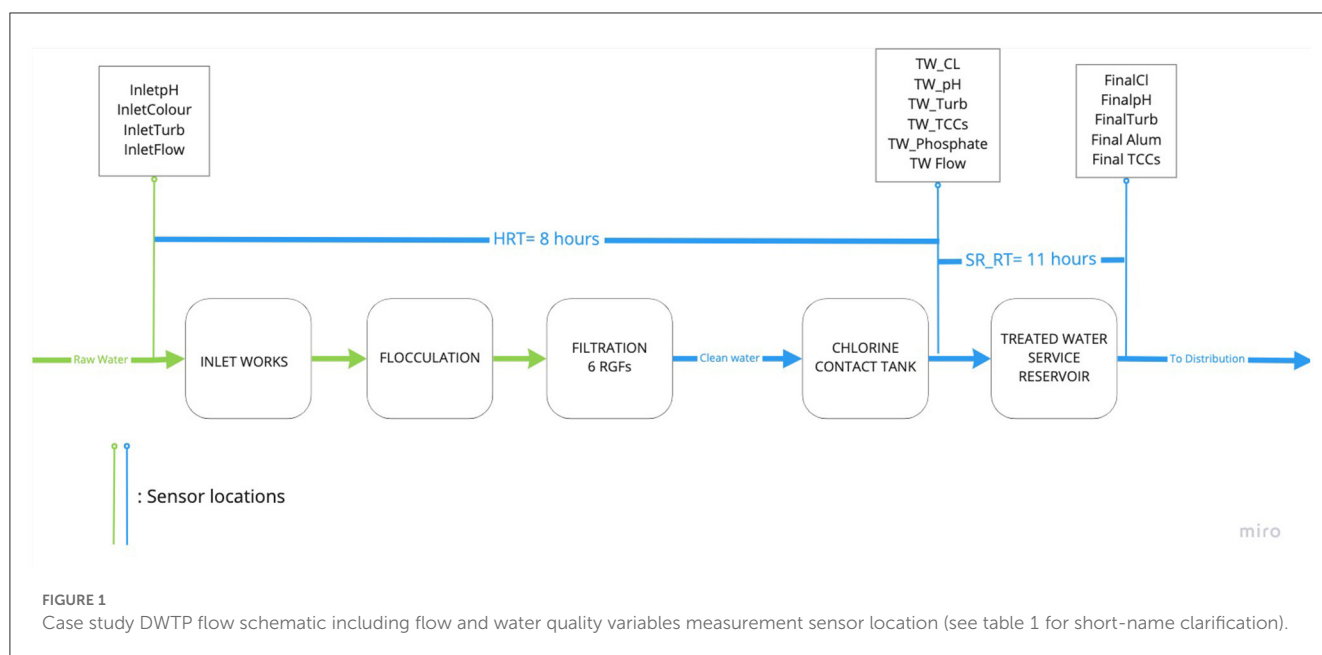 InletpH
InletColour
InletTurb
InletFlow
TW_CL
TW_pH
TW_Turb
TW_TCCs
TW_Phosphate
TW Flow
FinalCl
FinalpH
FinalTurb
Final Alum
Final TCCs
HRT= 8 hours
SR_RT= 11 hours
Raw Water
INLET WORKS
FLOCCULATION
FILTRATION
6 RGFs
Clean water
CHLORINE
CONTACT TANK
TREATED WATER
SERVICE
RESERVOIR
To Distribution
: Sensor locations
miro
FIGURE 1
Case study DWTP flow schematic including flow and water quality variables measurement sensor location (see table 1 for short-name clarification).